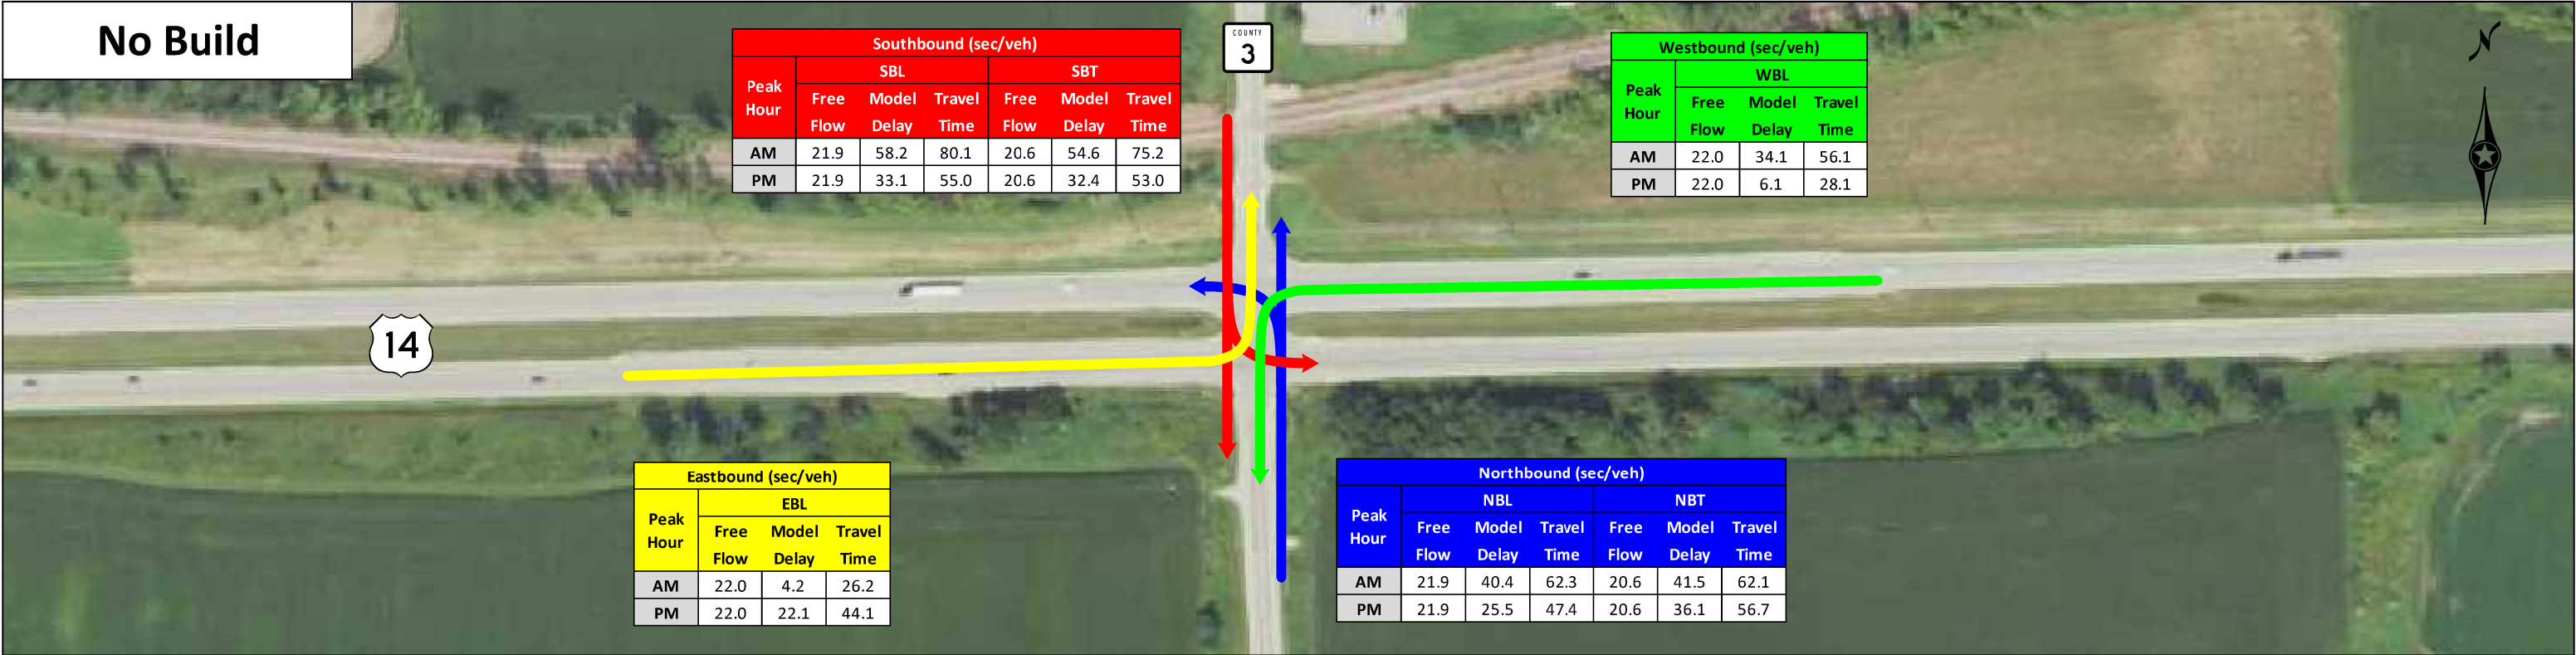 No Build
Southbound (sec/veh)
Peak Hour
SBL SBT
Free Flow Model Delay Travel Time Free Flow Model Delay Travel Time
AM 21.9 58.2 80.1 20.6 54.6 75.2
PM 21.9 33.1 55.0 20.6 32.4 53.0
COUNTY
3
Westbound (sec/veh)
Peak Hour
WBL
Free Flow Model Delay Travel Time
AM 22.0 34.1 56.1
PM 22.0 6.1 28.1
N
14
Eastbound (sec/veh)
Peak Hour
EBL
Free Flow Model Delay Travel Time
AM 22.0 4.2 26.2
PM 22.0 22.1 44.1
Northbound (sec/veh)
Peak Hour
NBL NBT
Free Flow Model Delay Travel Time Free Flow Model Delay Travel Time
AM 21.9 40.4 62.3 20.6 41.5 62.1
PM 21.9 25.5 47.4 20.6 36.1 56.7